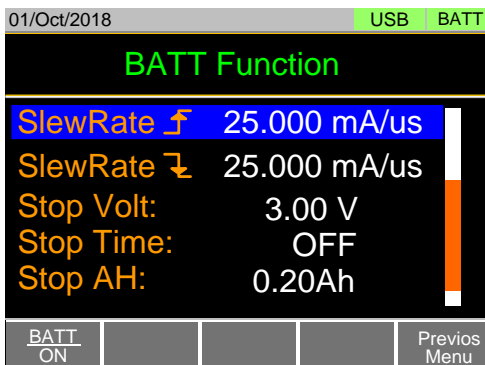 01/Oct/2018 USB BATT
BATT Function
SlewRate 25.000 mA/us
SlewRate 25.000 mA/us
Stop Volt: 3.00 V
Stop Time: OFF
Stop AH: 0.20Ah
BATT
ON
Previos
Menu